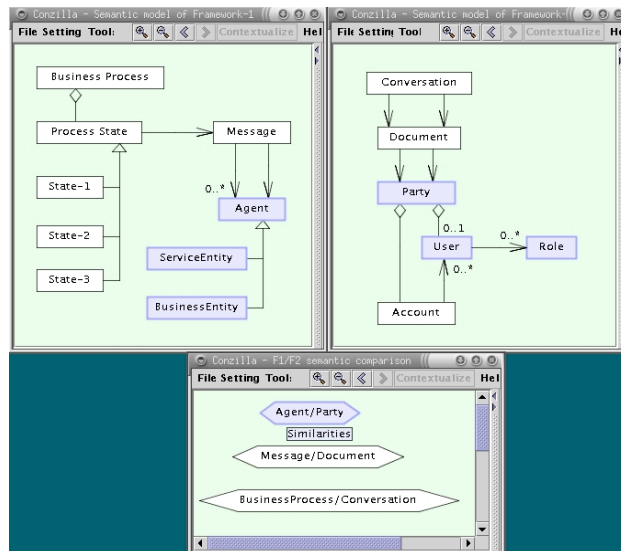 Conzilla - Semantic model of Framework-1
File Setting Tool: Contextualize Hel
Business Process
Process State
Message
State-1
0..*
Agent
State-2
ServiceEntity
State-3
BusinessEntity
Conzilla - Semantic model of Framework-
File Setting Tool Contextualize He
Conversation
Document
Party
0..1
0..*
User
Role
0..*
Account
Conzilla - F1/F2 semantic comparison
File Setting Tool: Contextualize Hel
Agent/Party
Similarities
Message/Document
BusinessProcess/Conversation